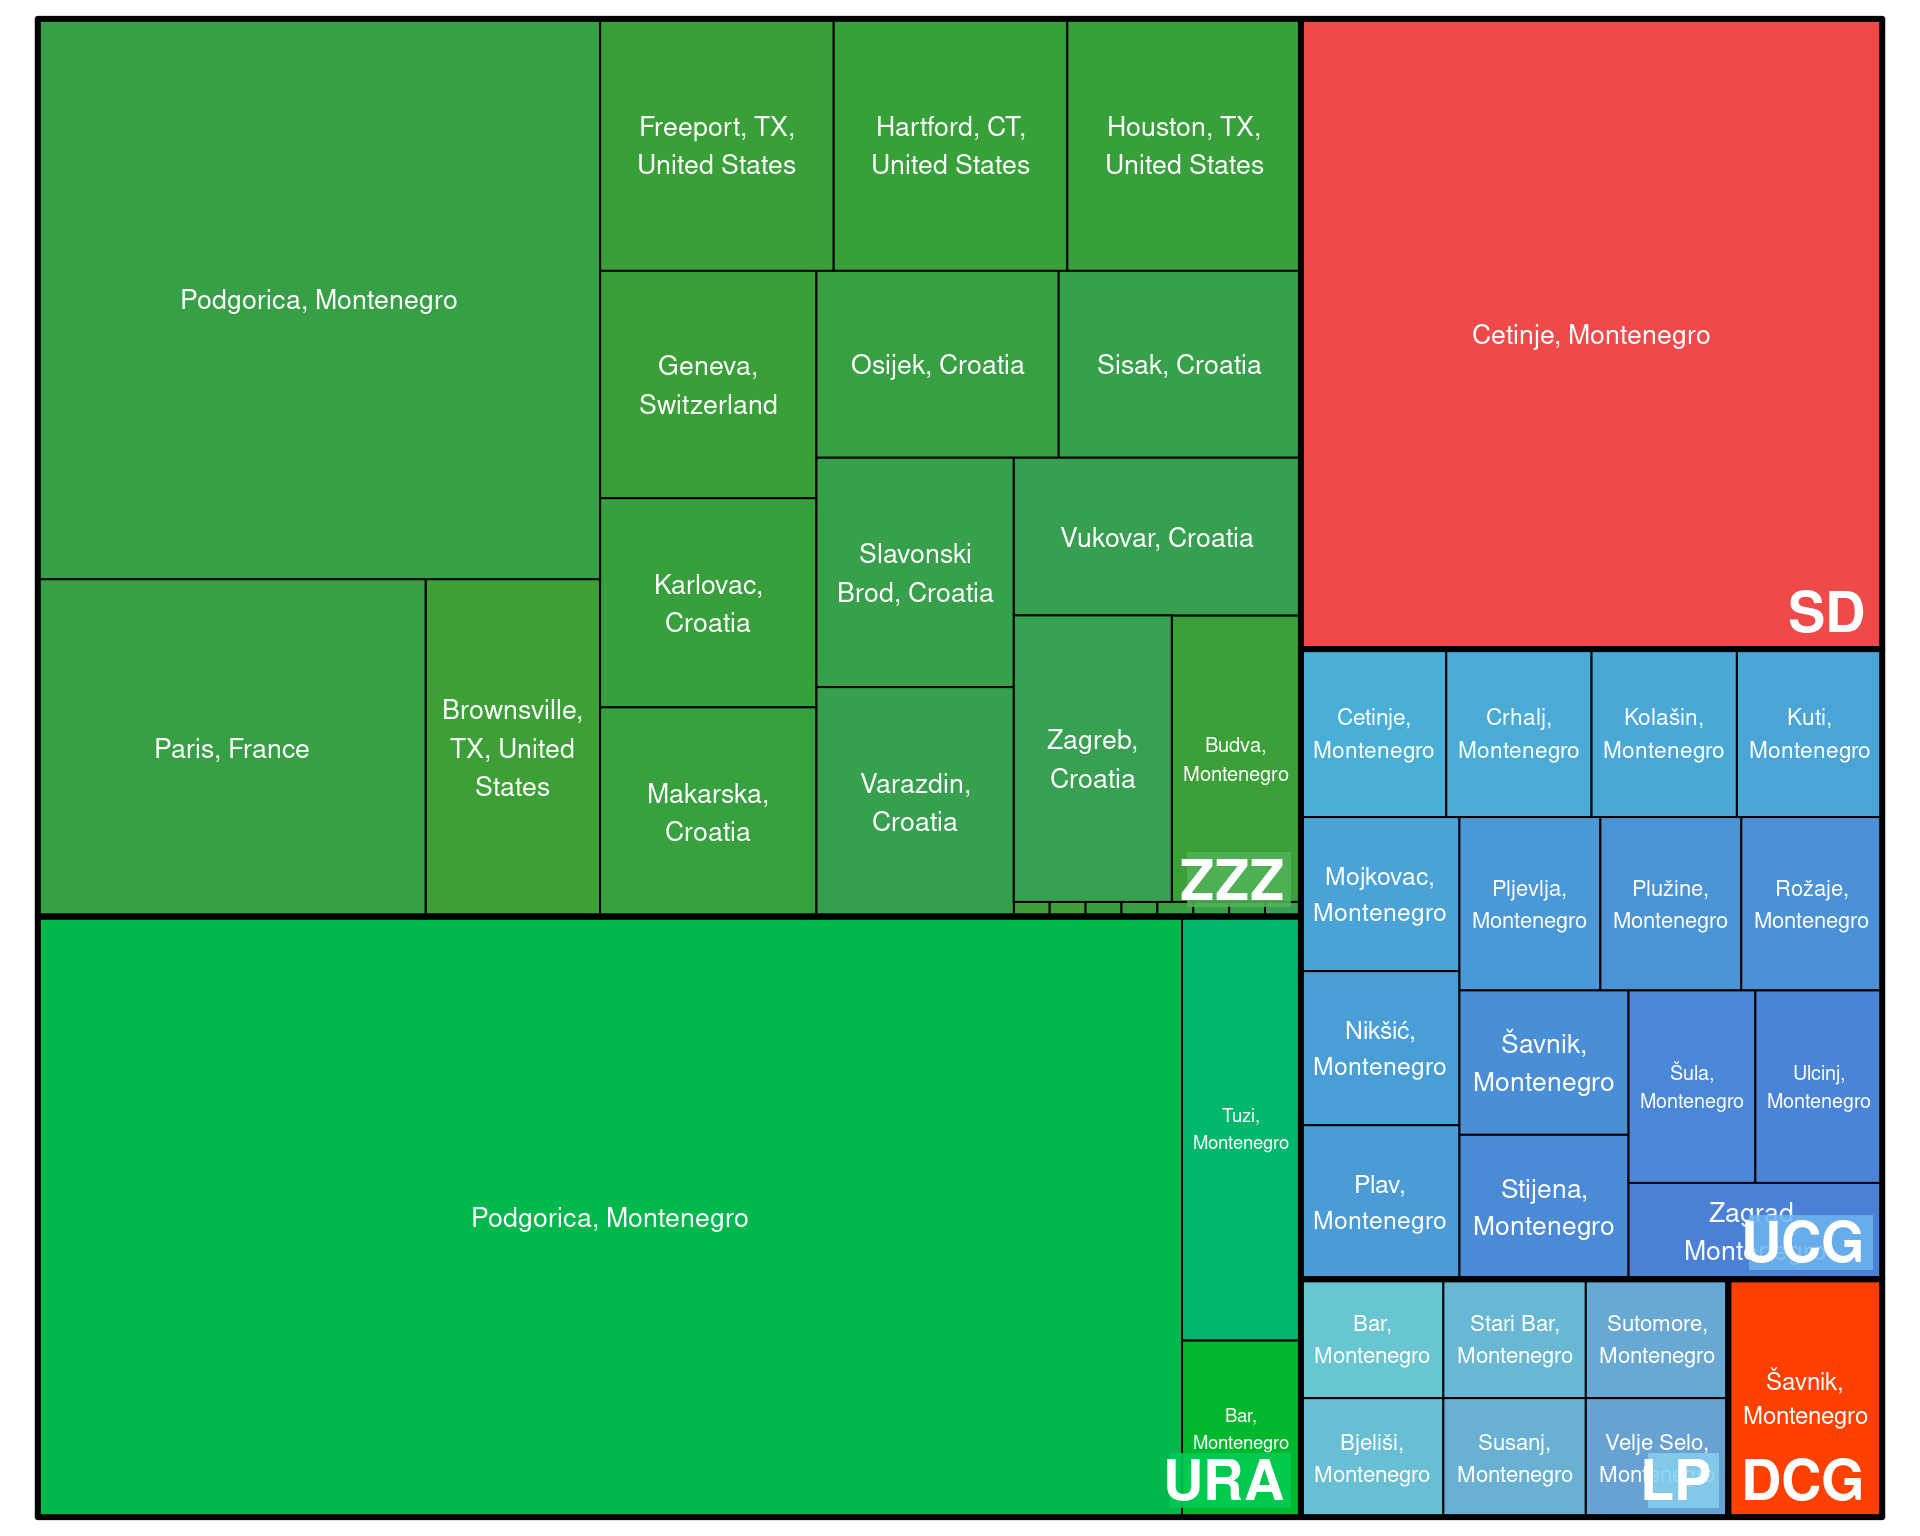 Podgorica, Montenegro
Freeport, TX,
United States
Hartford, CT,
United States
Houston, TX,
United States
Geneva,
Switzerland
Osijek, Croatia
Sisak, Croatia
Karlovac,
Croatia
Slavonski
Brod, Croatia
Vukovar, Croatia
Paris, France
Brownsville,
TX, United
States
Makarska,
Croatia
Varazdin,
Croatia
Zagreb,
Croatia
Budva,
Montenegro
ZZZ
Podgorica, Montenegro
Tuzi,
Montenegro
Bar,
Montenegro
URA
Cetinje, Montenegro
SD
Cetinje,
Montenegro
Crhalj,
Montenegro
Kolašin,
Montenegro
Kuti,
Montenegro
Mojkovac,
Montenegro
Pljevlja,
Montenegro
Plužine,
Montenegro
Rožaje,
Montenegro
Nikšić,
Montenegro
Šavnik,
Montenegro
Šula,
Montenegro
Ulcinj,
Montenegro
Plav,
Montenegro
Stijena,
Montenegro
Zagrad,
Montenegro
UCG
Bar,
Montenegro
Stari Bar,
Montenegro
Sutomore,
Montenegro
Bjeliši,
Montenegro
Susanj,
Montenegro
Velje Selo,
Montenegro
LP
Šavnik,
Montenegro
DCG